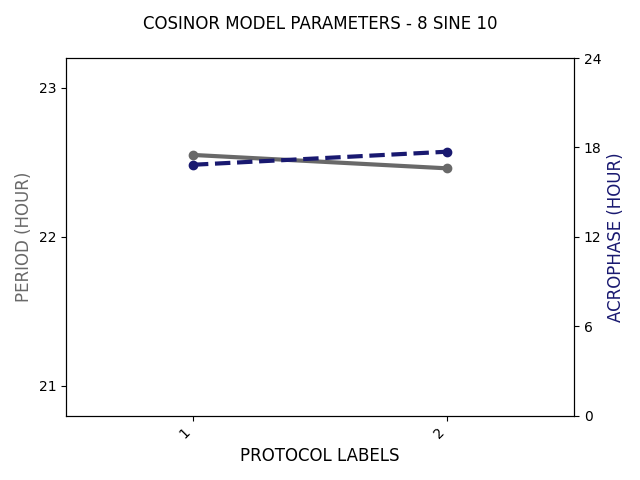 COSINOR MODEL PARAMETERS - 8 SINE 10
23
22
21
PERIOD (HOUR)
24
18
12
6
0
ACROPHASE (HOUR)
1
2
PROTOCOL LABELS